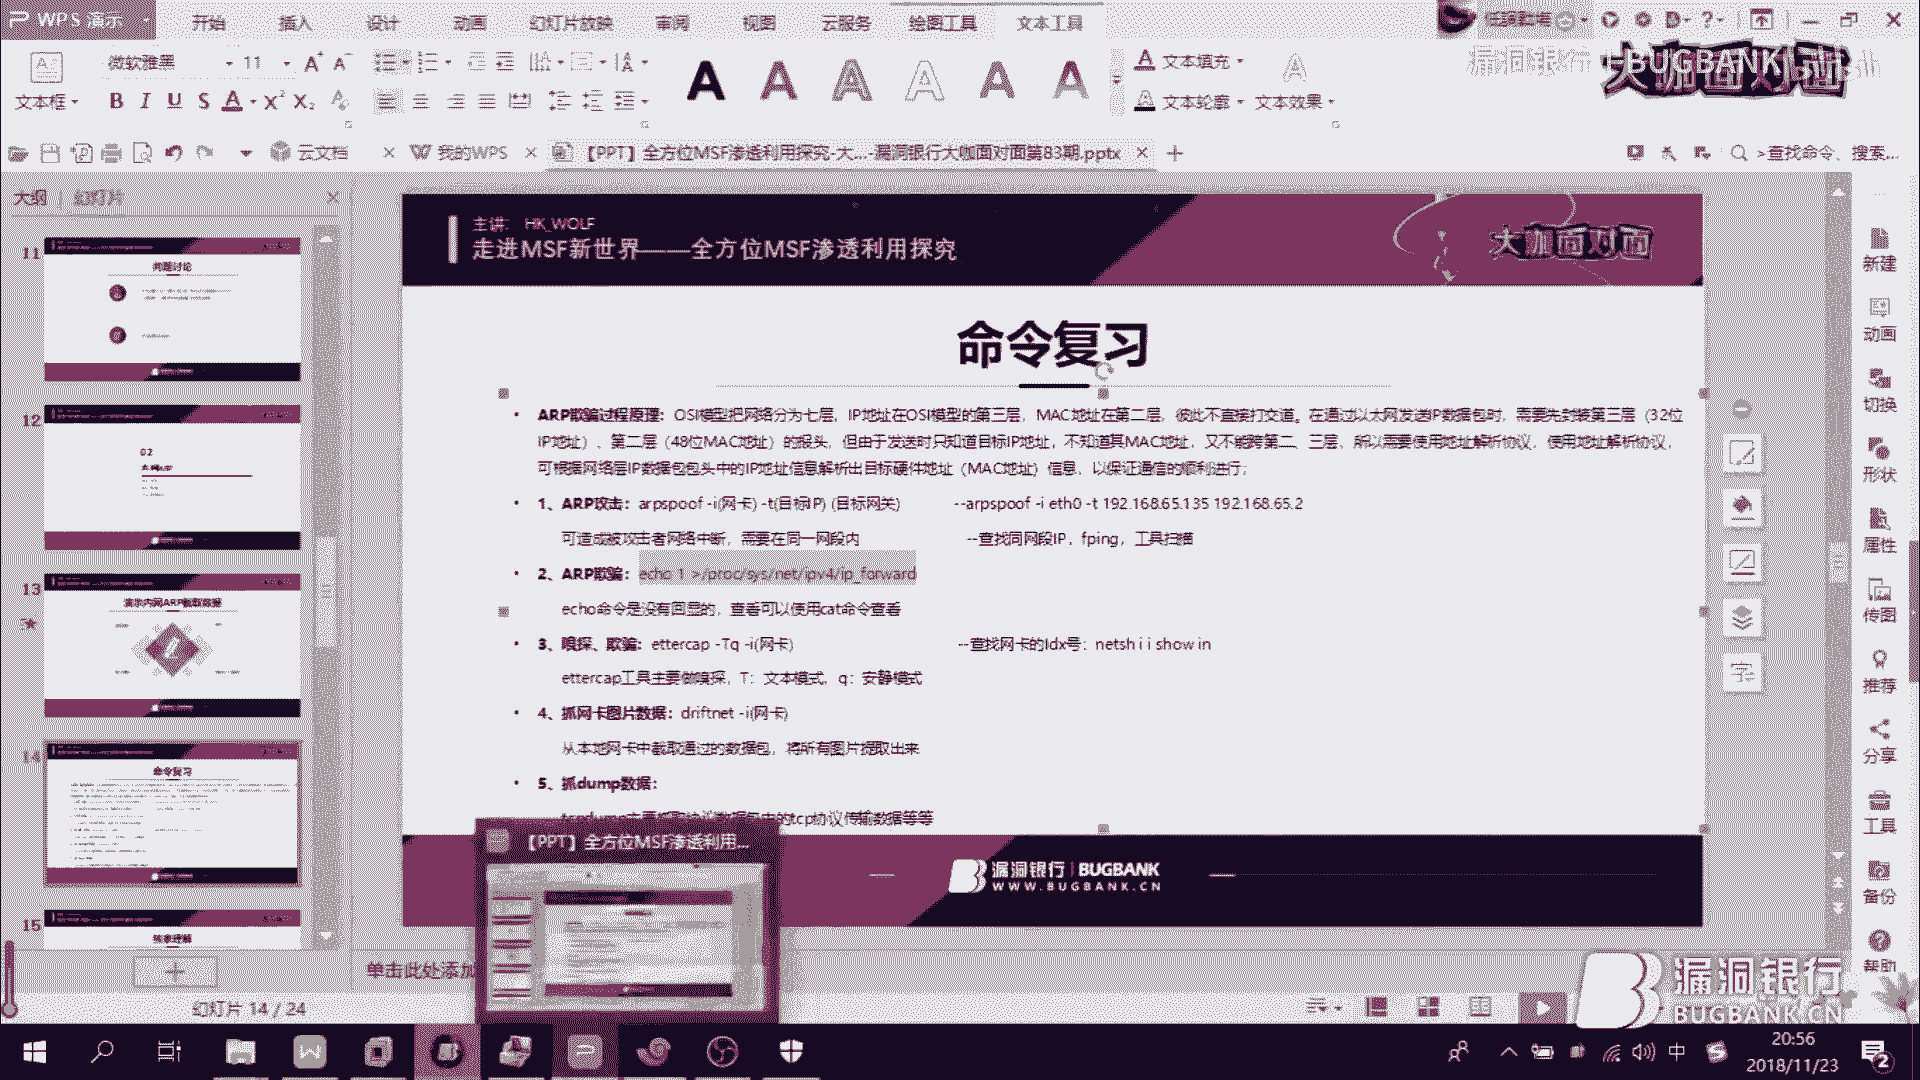 WPS 演示
开始 插入 设计 动画 幻灯片放映 审阅 视图 云服务 绘图工具 文本工具
微软雅黑 11
文本填充
文本框 B I U S A X² X₂
文本轮廓 文本效果
漏洞银行 BUGBANK
大咖面对面
云文档 我的WPS 【PPT】全方位MSF渗透利用探究-大...-漏洞银行大咖面对面第83期.pptx
查找命令、搜索...
大纲 幻灯片
11
问题讨论
12
02
13
演示内网ARP截取数据
14
命令复习
15
主讲: HK_WOLF
走进MSF新世界——全方位MSF渗透利用探究
大咖面对面
命令复习
• ARP欺骗过程原理：OSI模型把网络分为七层，IP地址在OSI模型的第三层，MAC地址在第二层，彼此不直接打交道。在通过以太网发送IP数据包时，需要先封装第三层（32位
IP地址）、第二层（48位MAC地址）的报头，但由于发送时只知道目标IP地址，不知道其MAC地址，又不能跨第二、三层，所以需要使用地址解析协议，使用地址解析协议，
可根据网络层IP数据包包头中的IP地址信息解析出目标硬件地址（MAC地址）信息，以保证通信的顺利进行；
• 1、ARP攻击：arpspoof -i(网卡) -t(目标IP) (目标网关) --arpspoof -i eth0 -t 192.168.65.135 192.168.65.2
可造成被攻击者网络中断，需要在同一网段内 --查找同网段IP，fping，工具扫描
• 2、ARP欺骗：echo 1 >/proc/sys/net/ipv4/ip_forward
echo命令是没有回显的，查看可以使用cat命令查看
• 3、嗅探、欺骗：ettercap -Tq -i(网卡) --查找网卡的Idx号：netsh i i show in
ettercap工具主要做嗅探，T：文本模式，q：安静模式
• 4、抓网卡图片数据：driftnet -i(网卡)
从本地网卡中截取通过的数据包，将所有图片提取出来
• 5、抓dump数据：
的tcp协议传输数据等等
漏洞银行 BUGBANK
WWW.BUGBANK.CN
新建
动画
切换
形状
属性
传图
推荐
分享
工具
备份
帮助
【PPT】全方位MSF渗透利用...
单击此处添加
幻灯片 14 / 24
漏洞银行
BUGBANK.CN
中
20:56
2018/11/23
2